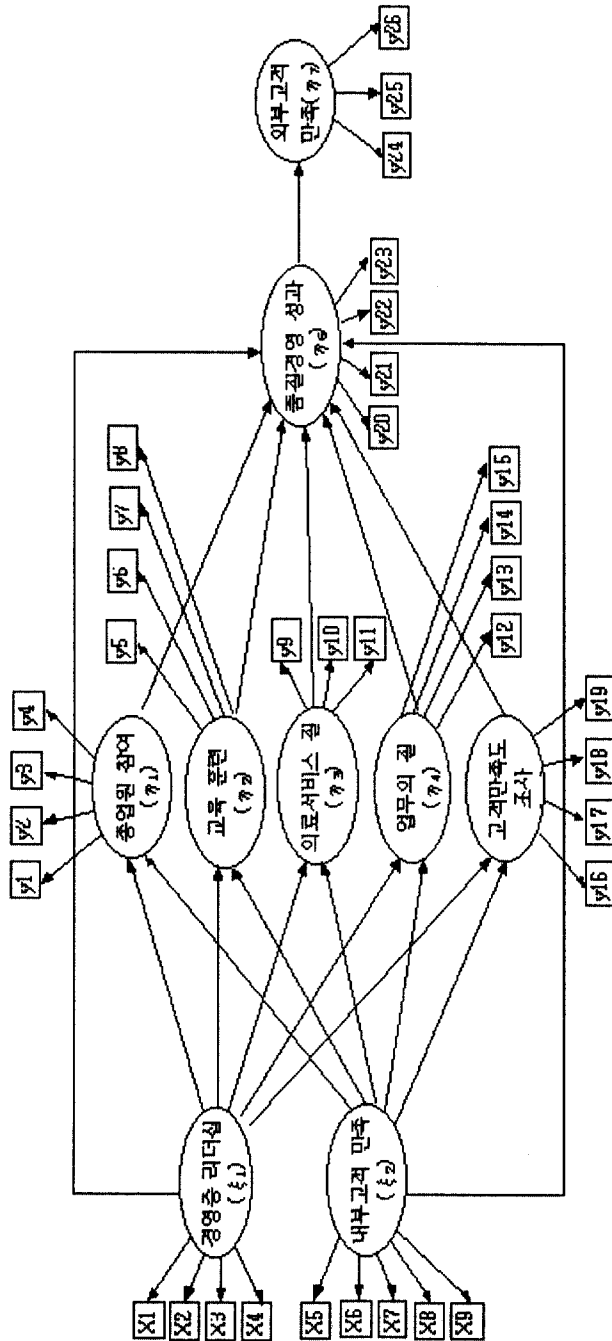 X1
X2
X3
X4
경영층 리더십
(ξ1)
X5
X6
X7
X8
X9
내부고객 만족
(ξ2)
y1
y2
y3
y4
종업원 참여
(η1)
y5
y6
y7
y8
교육 훈련
(η2)
y9
y10
y11
의료서비스 질
(η3)
y12
y13
y14
y15
업무의 질
(η4)
y16
y17
y18
y19
고객만족도
조사
y20
y21
y22
y23
품질경영 성과
(η6)
y24
y25
y26
외부고객
만족(η7)